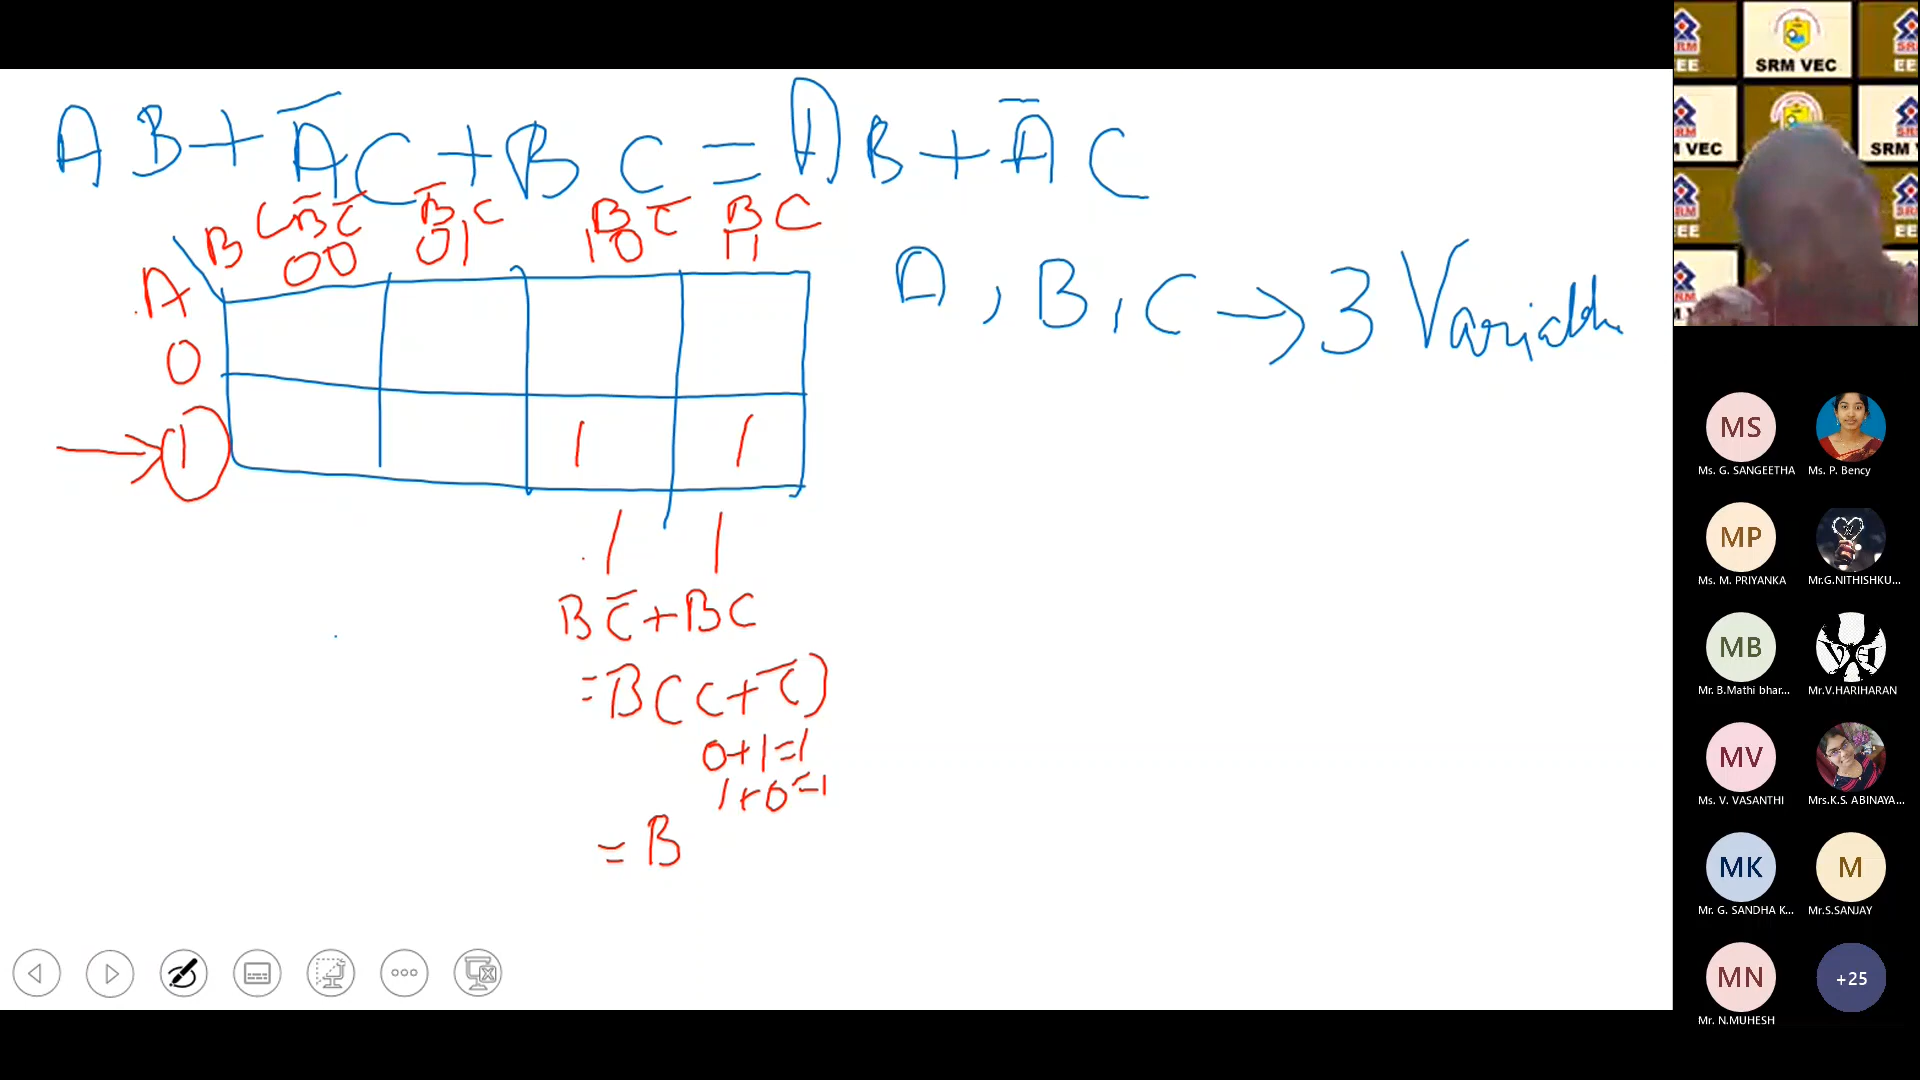 AB + A̅C + BC = AB + A̅C
B̅C̅ B̅C BC̅ BC
BC 00 01 10 11
A
A, B, C → 3 Variable
0
→ 1 1 1
1 1
BC̅ + BC
= B(C + C̅)
0+1=1
1+0=1
= B
SRM VEC
EEE
MS
Ms. G. SANGEETHA Ms. P. Bency
MP
Ms. M. PRIYANKA Mr.G.NITHISHKU...
MB
Mr. B.Mathi bhar... Mr.V.HARIHARAN
MV
Ms. V. VASANTHI Mrs.K.S. ABINAYA...
MK M
Mr. G. SANDHA K... Mr.S.SANJAY
MN +25
Mr. N.MUHESH